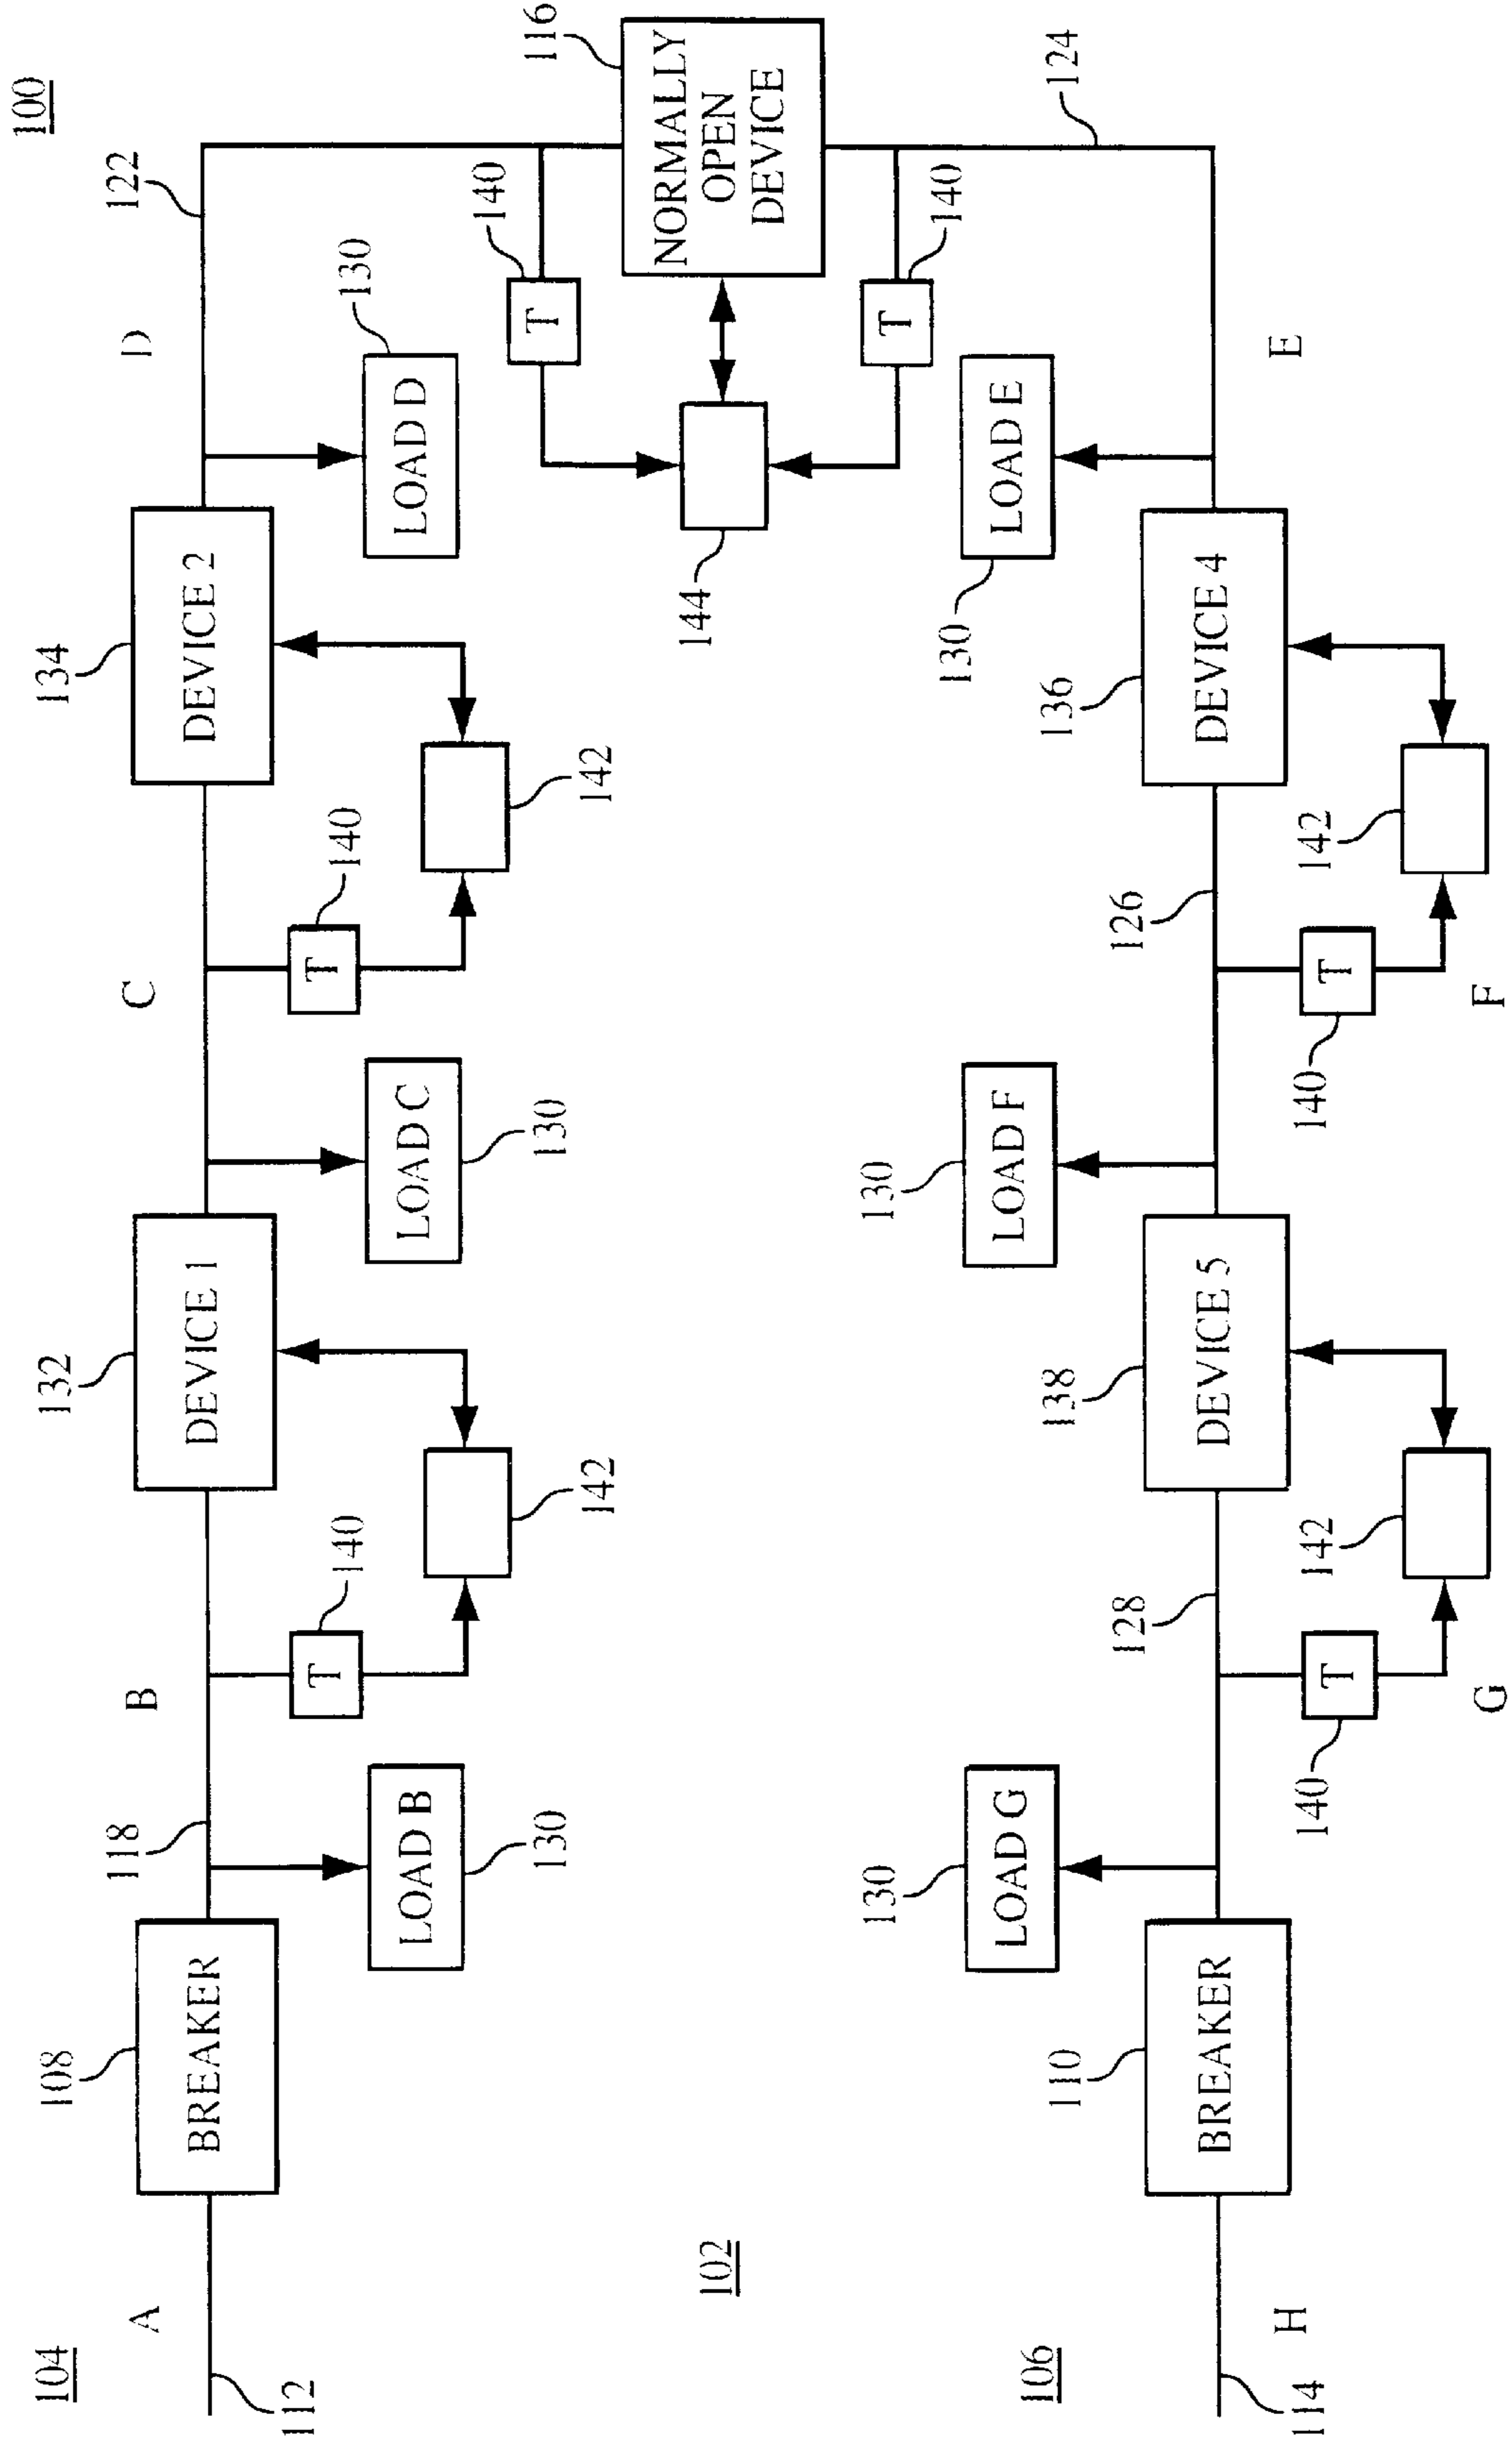 100
104
A
112
108
BREAKER
118
B
LOAD B
130
T
140
142
132
DEVICE 1
C
LOAD C
130
T
140
142
134
DEVICE 2
D
122
LOAD D
130
T
140
116
NORMALLY
OPEN
DEVICE
144
T
140
124
102
106
H
114
110
BREAKER
LOAD G
130
128
G
T
140
142
138
DEVICE 5
LOAD F
130
126
F
T
140
142
136
DEVICE 4
LOAD E
130
E